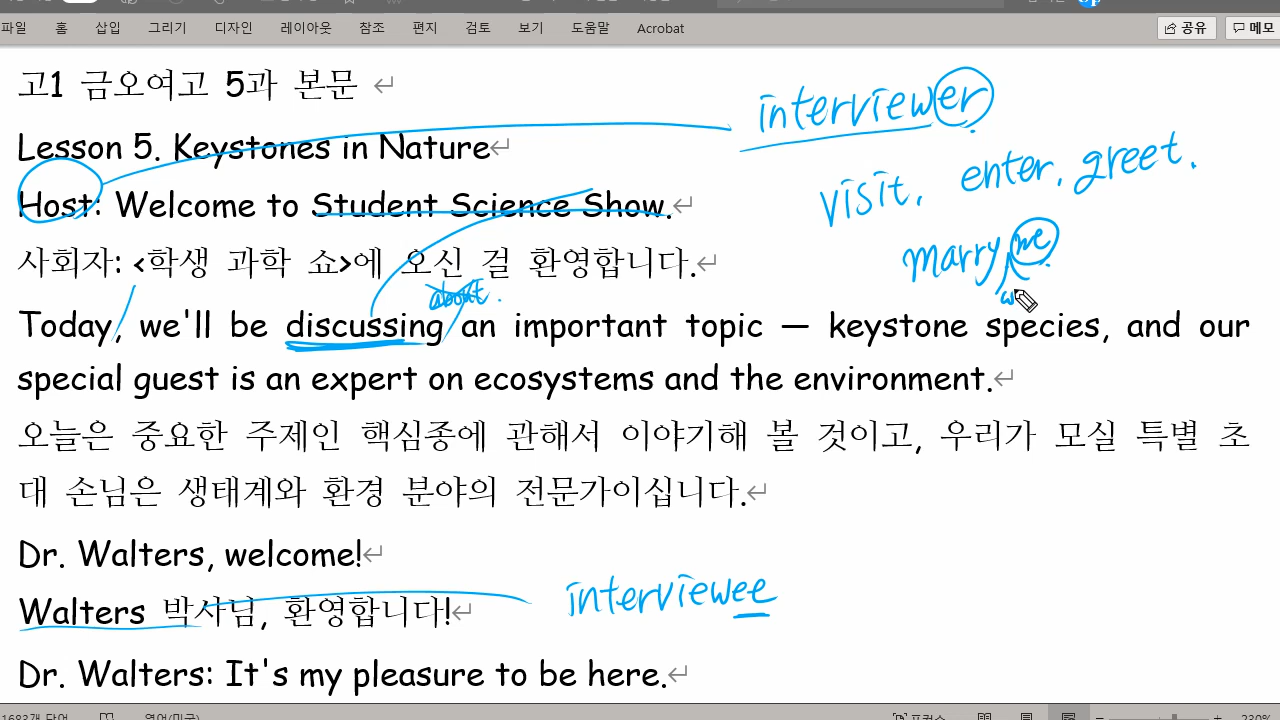 파일 홈 삽입 그리기 디자인 레이아웃 참조 편지 검토 보기 도움말 Acrobat 공유 메모
고1 금오여고 5과 본문
interviewer
Lesson 5. Keystones in Nature
visit, enter, greet.
Host: Welcome to Student Science Show.
marry me
사회자: <학생 과학 쇼>에 오신 걸 환영합니다.
about
Today, we'll be discussing an important topic — keystone species, and our
special guest is an expert on ecosystems and the environment.
오늘은 중요한 주제인 핵심종에 관해서 이야기해 볼 것이고, 우리가 모실 특별 초
대 손님은 생태계와 환경 분야의 전문가이십니다.
Dr. Walters, welcome!
interviewee
Walters 박사님, 환영합니다!
Dr. Walters: It's my pleasure to be here.
230%